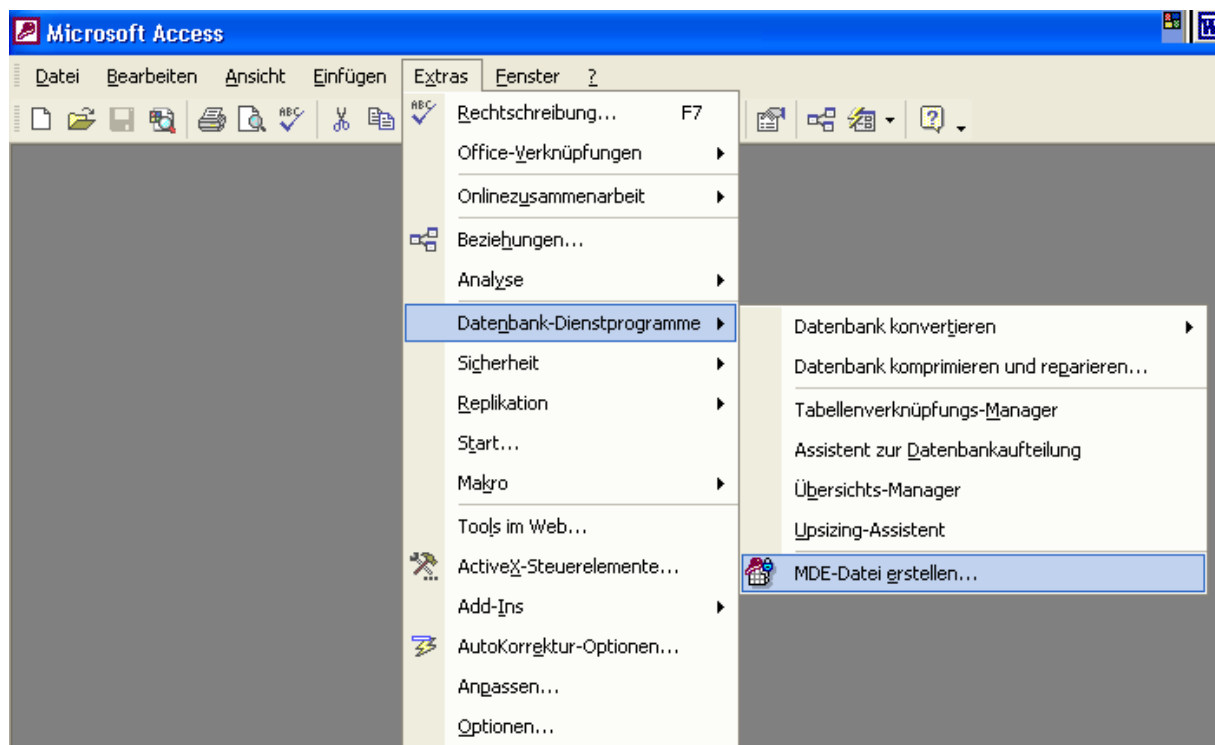 Microsoft Access
Datei Bearbeiten Ansicht Einfügen Extras Fenster ?
Rechtschreibung... F7
Office-Verknüpfungen
Onlinezusammenarbeit
Beziehungen...
Analyse
Datenbank-Dienstprogramme
Sicherheit
Replikation
Start...
Makro
Tools im Web...
ActiveX-Steuerelemente...
Add-Ins
AutoKorrektur-Optionen...
Anpassen...
Optionen...
Datenbank konvertieren
Datenbank komprimieren und reparieren...
Tabellenverknüpfungs-Manager
Assistent zur Datenbankaufteilung
Übersichts-Manager
Upsizing-Assistent
MDE-Datei erstellen...
ABC
ABC